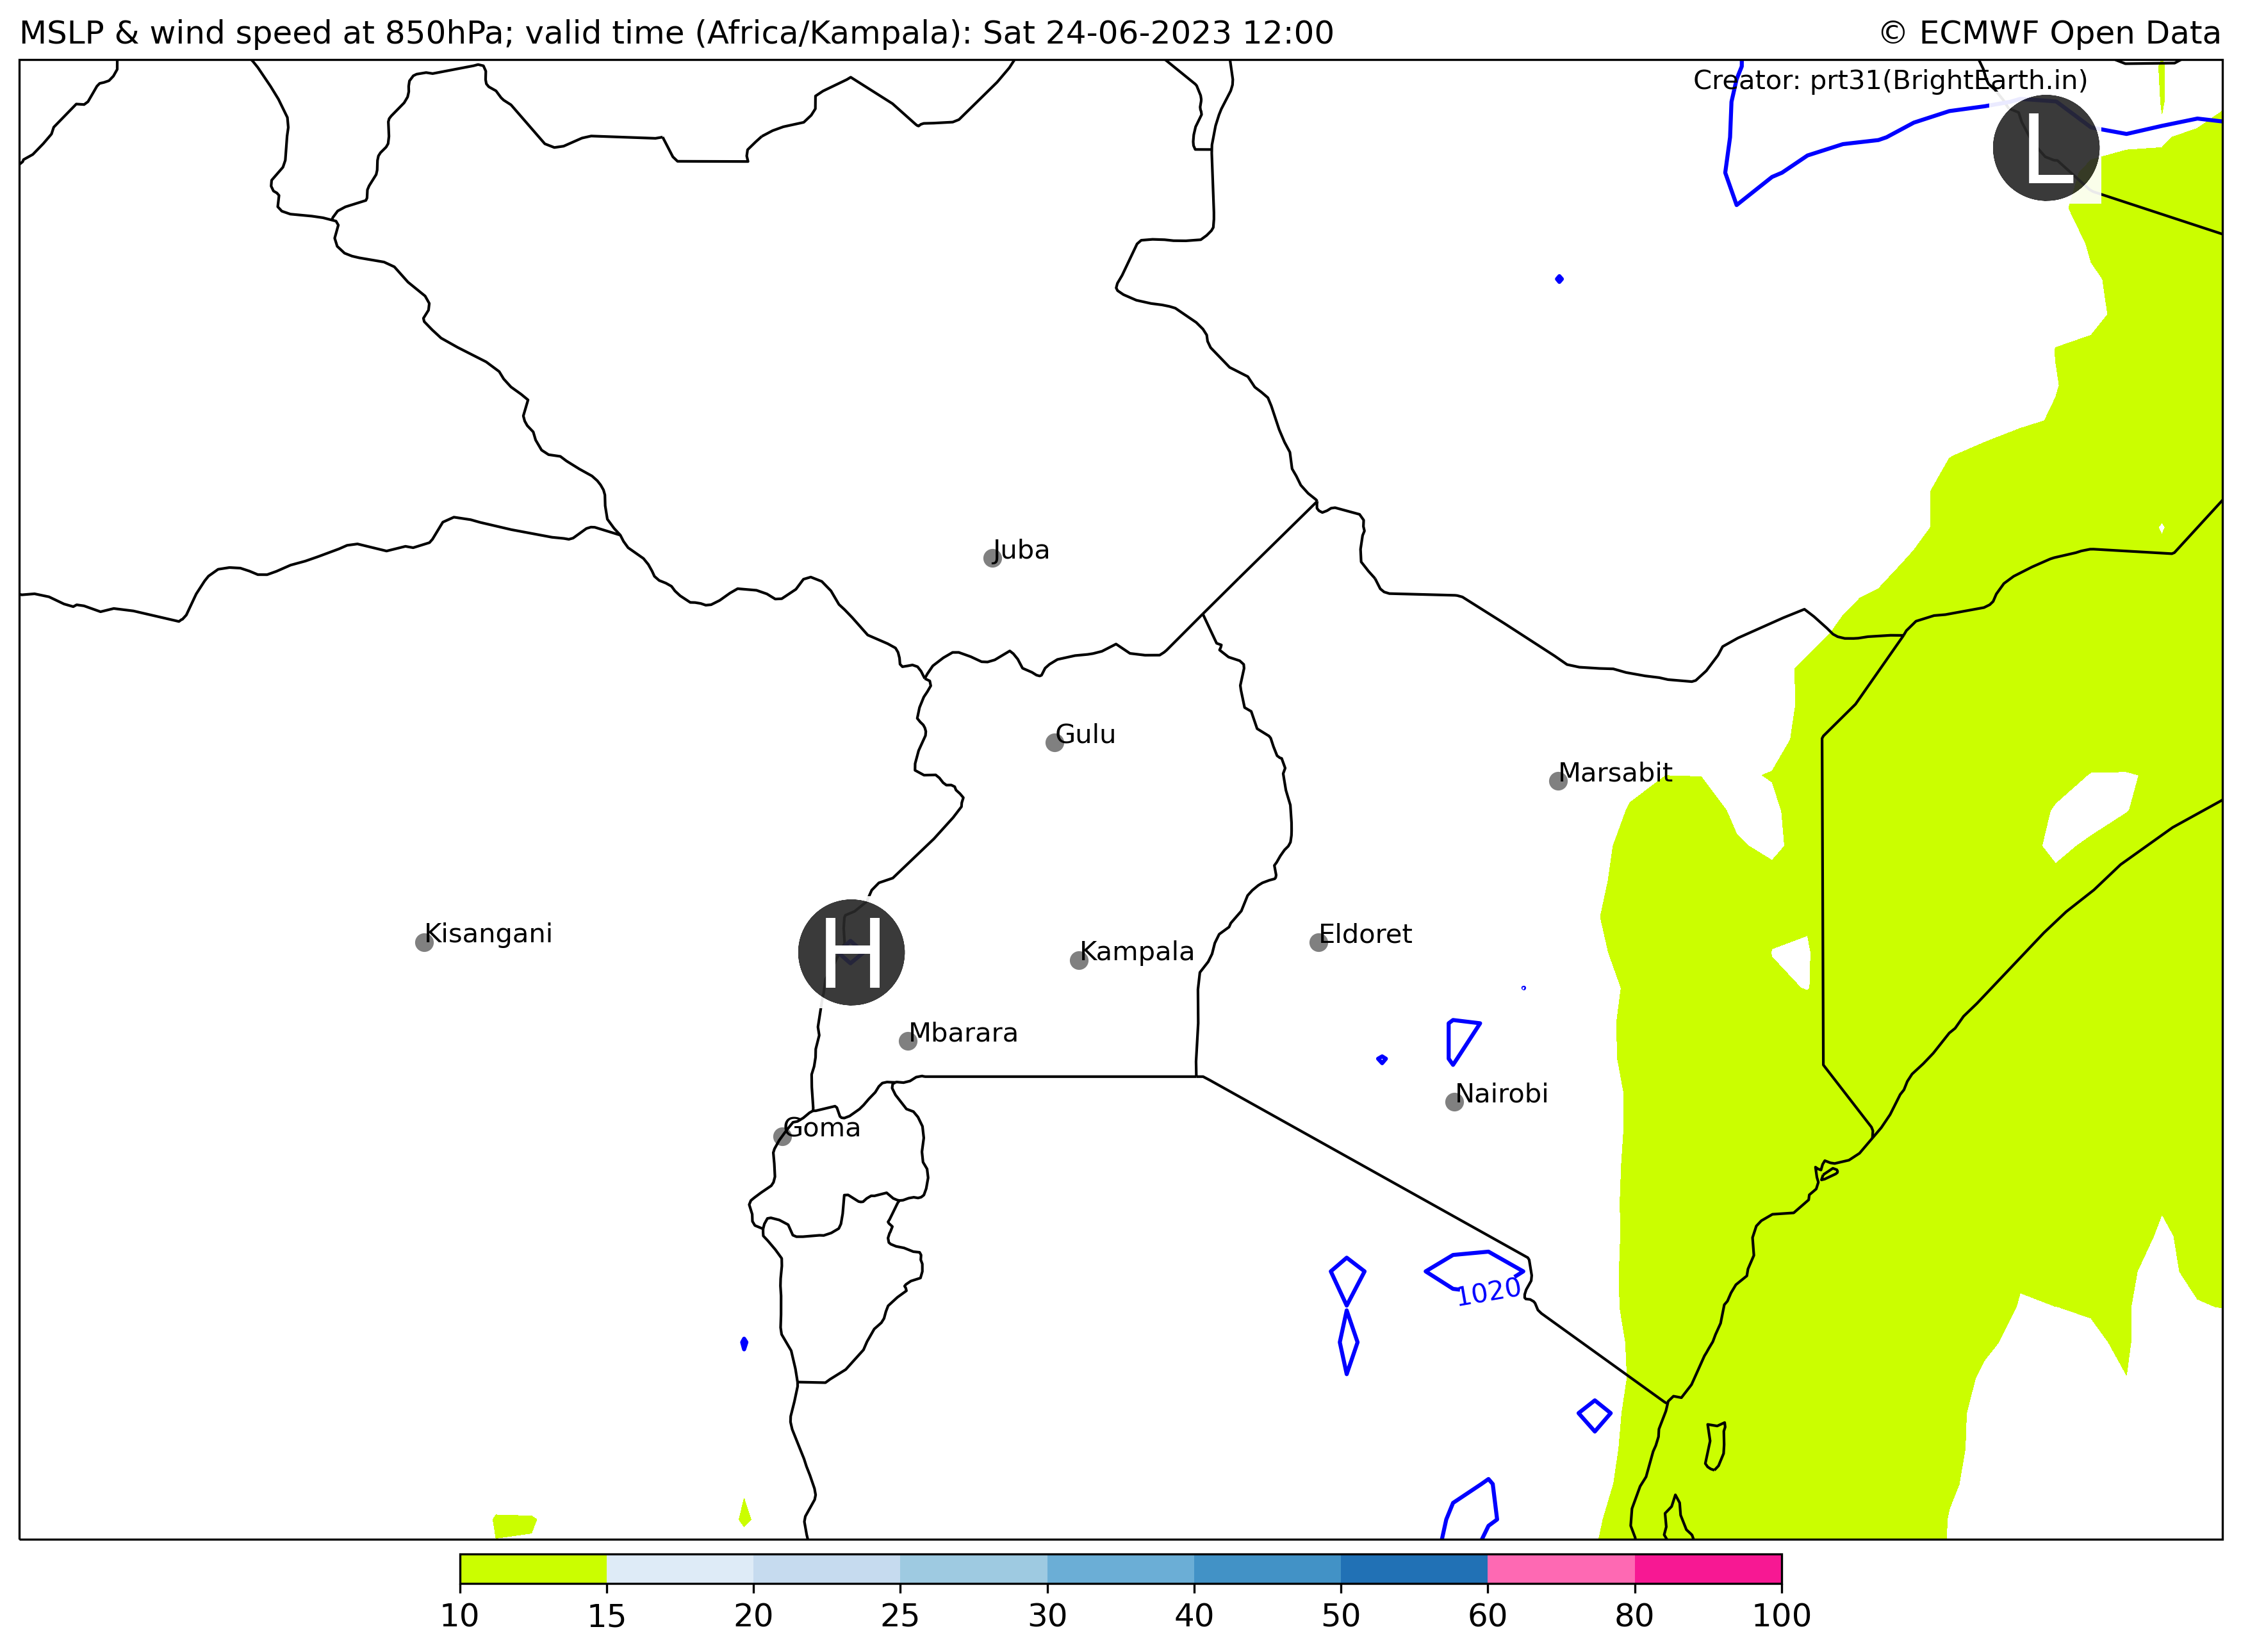 MSLP & wind speed at 850hPa; valid time (Africa/Kampala): Sat 24-06-2023 12:00
© ECMWF Open Data
Creator: prt31(BrightEarth.in)
L
Juba
Gulu
Marsabit
Kisangani
H
Kampala
Eldoret
Mbarara
Nairobi
Goma
1020
10 15 20 25 30 40 50 60 80 100